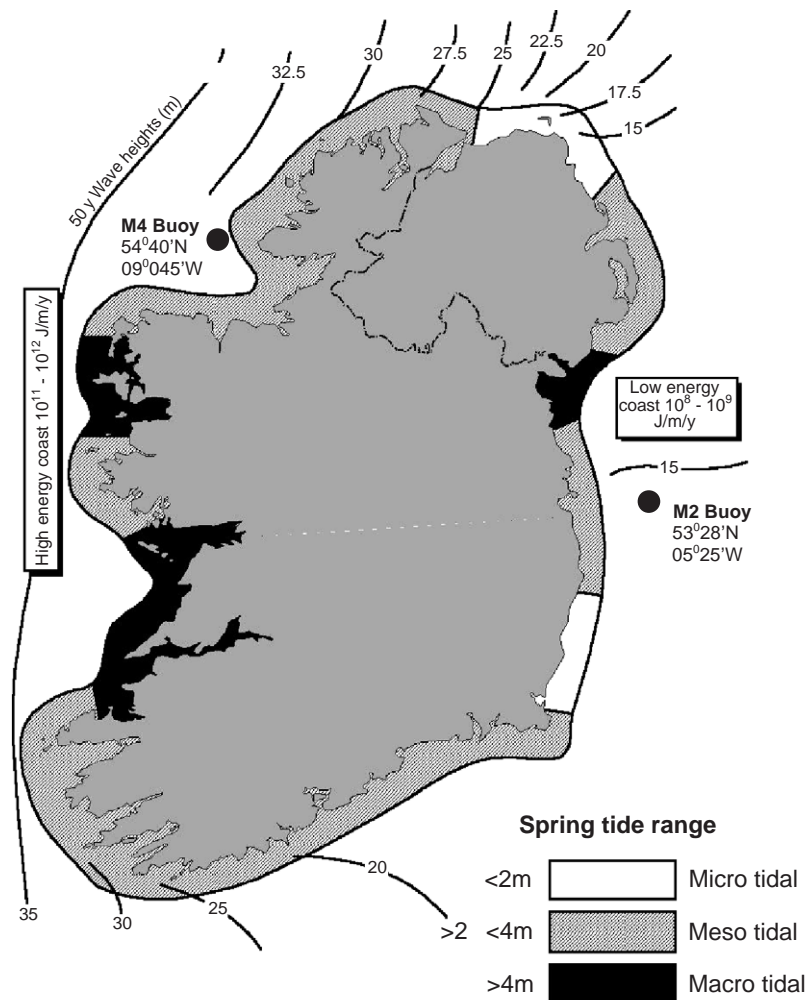 30
27.5
25
22.5
20
32.5
17.5
15
50 y Wave heights (m)
M4 Buoy
54⁰40'N
09⁰045'W
High energy coast 10¹¹ - 10¹² J/m/y
Low energy
coast 10⁸ - 10⁹
J/m/y
15
M2 Buoy
53⁰28'N
05⁰25'W
Spring tide range
<2m Micro tidal
>2 <4m Meso tidal
>4m Macro tidal
20
25
30
35